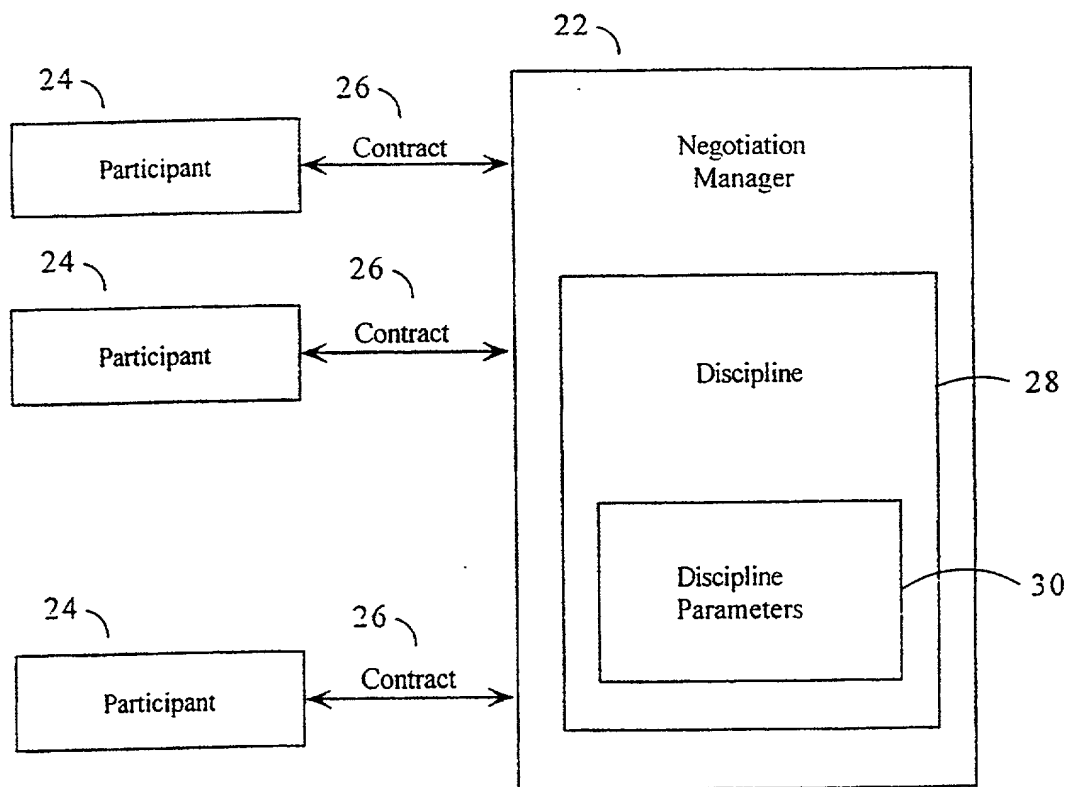 22
24
26
Participant
Contract
Negotiation
Manager
24
26
Participant
Contract
Discipline
28
Discipline
Parameters
30
24
26
Participant
Contract